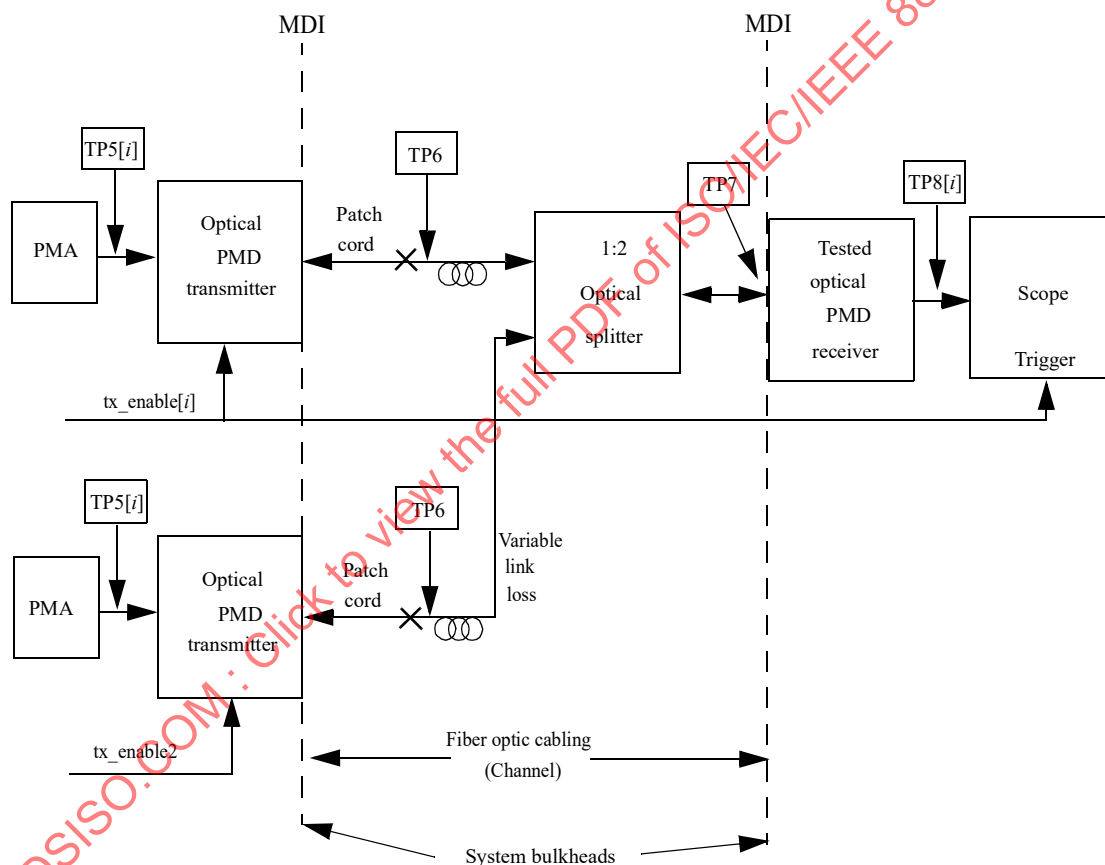 MDI
MDI
TP5[i]
TP6
TP7
TP8[i]
PMA
Optical
PMD
transmitter
Patch
cord
1:2
Optical
splitter
Tested
optical
PMD
receiver
Scope
Trigger
tx_enable[i]
TP5[i]
TP6
PMA
Optical
PMD
transmitter
Patch
cord
Variable
link
loss
tx_enable2
Fiber optic cabling
(Channel)
System bulkheads
OSISO.COM : Click to view the full PDF of ISO/IEC/IEEE 88